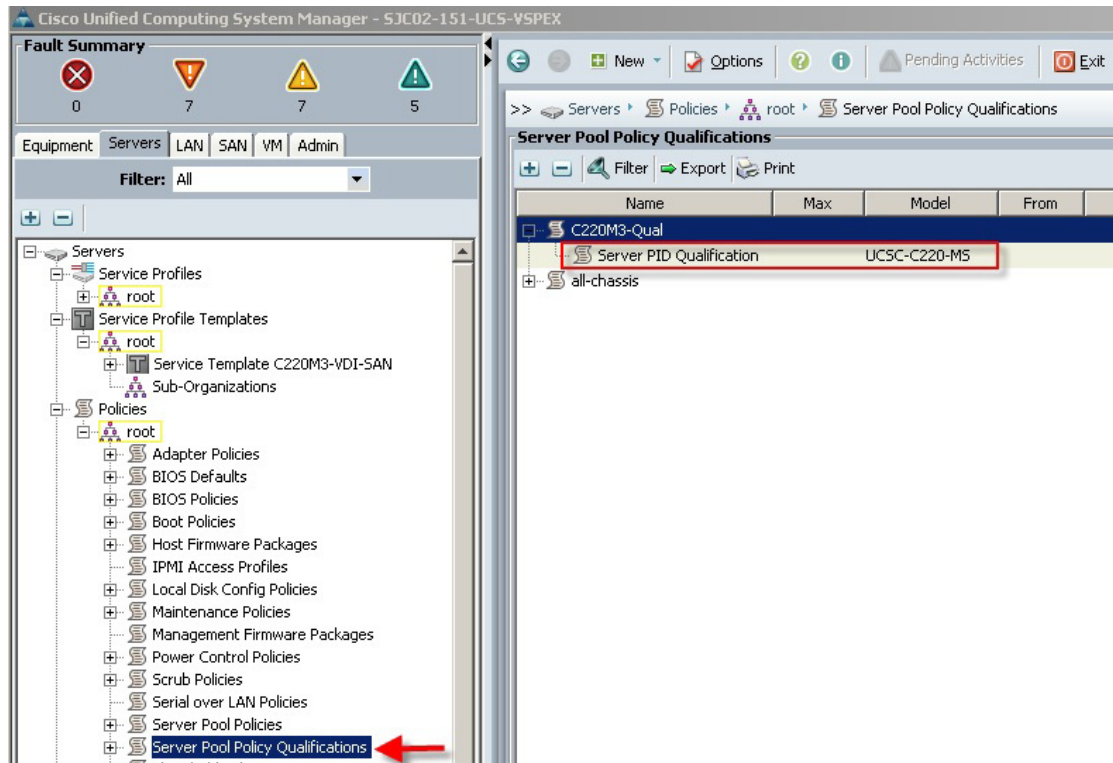 Cisco Unified Computing System Manager - SJC02-151-UCS-VSPEX
Fault Summary
0 7 7 5
Equipment Servers LAN SAN VM Admin
Filter: All
Servers
Service Profiles
root
Service Profile Templates
root
Service Template C220M3-VDI-SAN
Sub-Organizations
Policies
root
Adapter Policies
BIOS Defaults
BIOS Policies
Boot Policies
Host Firmware Packages
IPMI Access Profiles
Local Disk Config Policies
Maintenance Policies
Management Firmware Packages
Power Control Policies
Scrub Policies
Serial over LAN Policies
Server Pool Policies
Server Pool Policy Qualifications
New Options Pending Activities Exit
>> Servers Policies root Server Pool Policy Qualifications
Server Pool Policy Qualifications
Filter Export Print
Name Max Model From
C220M3-Qual
Server PID Qualification UCSC-C220-MS
all-chassis